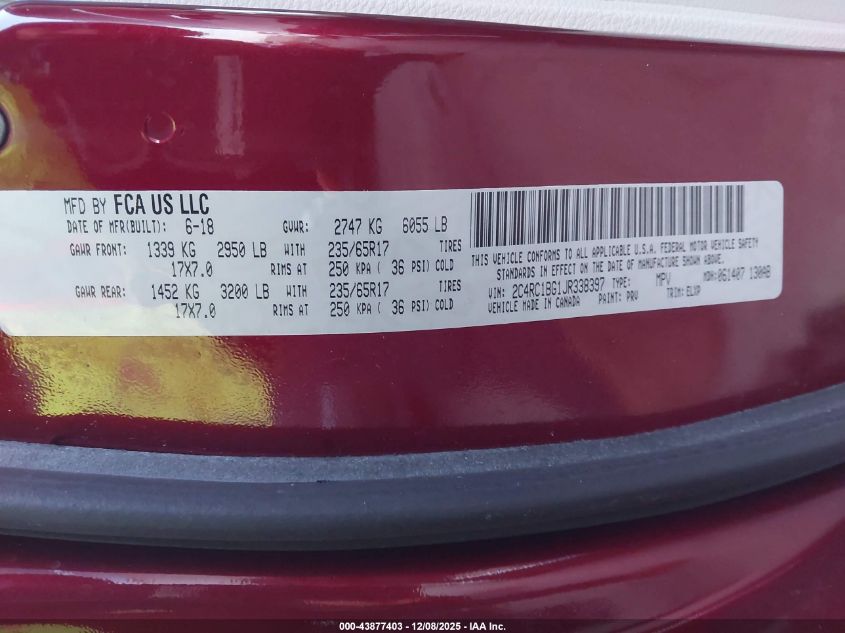 MFD BY FCA US LLC
DATE OF MFR(BUILT): 6-18 GVWR: 2747 KG 6055 LB
GAWR FRONT: 1339 KG 2950 LB WITH 235/65R17 TIRES
17X7.0 RIMS AT 250 KPA ( 36 PSI) COLD
GAWR REAR: 1452 KG 3200 LB WITH 235/65R17 TIRES
17X7.0 RIMS AT 250 KPA ( 36 PSI) COLD
THIS VEHICLE CONFORMS TO ALL APPLICABLE U.S.A. FEDERAL MOTOR VEHICLE SAFETY
STANDARDS IN EFFECT ON THE DATE OF MANUFACTURE SHOWN ABOVE.
VIN: 2C4RC1BG1JR338397 TYPE: MPV MDH: 061407 130AB
VEHICLE MADE IN CANADA PAINT: PRV TRIM: ELXP
000-43877403 - 12/08/2025 - IAA Inc.